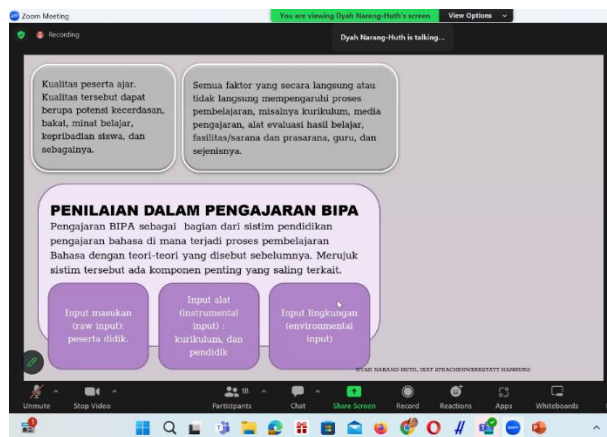 Zoom Meeting
You are viewing Dyah Narang-Huth's screen
View Options
Recording
Dyah Narang-Huth is talking...
Kualitas peserta ajar.
Kualitas tersebut dapat
berupa potensi kecerdasan,
bakat, minat belajar,
kepribadian siswa, dan
sebagainya.
Semua faktor yang secara langsung atau
tidak langsung mempengaruhi proses
pembelajaran, misalnya kurikulum, media
pengajaran, alat evaluasi hasil belajar,
fasilitas/sarana dan prasarana, guru, dan
sejenisnya.
PENILAIAN DALAM PENGAJARAN BIPA
Pengajaran BIPA sebagai bagian dari sistim pendidikan
pengajaran bahasa di mana terjadi proses pembelajaran
Bahasa dengan teori-teori yang disebut sebelumnya. Merujuk
sistim tersebut ada komponen penting yang saling terkait.
Input masukan
(raw input):
peserta didik.
Input alat
(instrumental
input) :
kurikulum, dan
pendidik
Input lingkungan
(environmental
input)
DYAH NARANG-HUTH, IKAT SPRACHENWERKSTATT HAMBURG
Unmute
Stop Video
18
Participants
Chat
Share Screen
Record
Reactions
Apps
Whiteboards